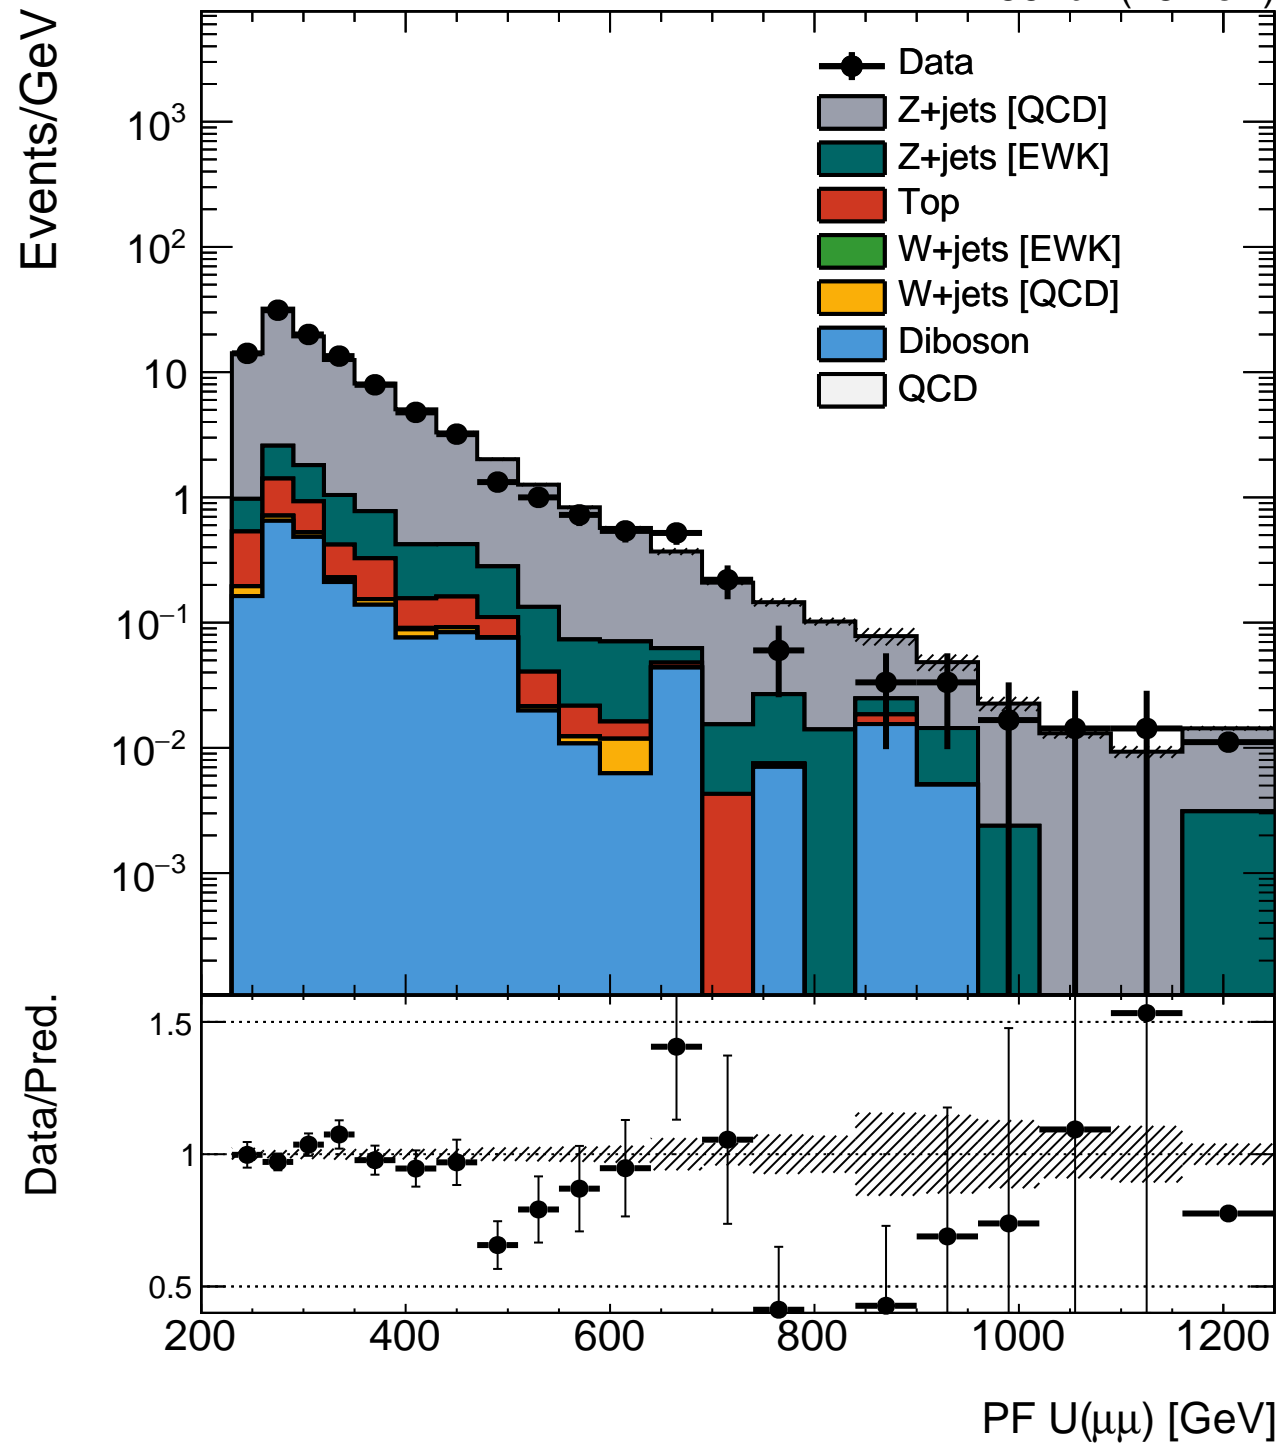 Events/GeV
10³
10²
10
1
10⁻¹
10⁻²
10⁻³
Data
Z+jets [QCD]
Z+jets [EWK]
Top
W+jets [EWK]
W+jets [QCD]
Diboson
QCD
Data/Pred.
1.5
1
0.5
200 400 600 800 1000 1200
PF U(μμ) [GeV]